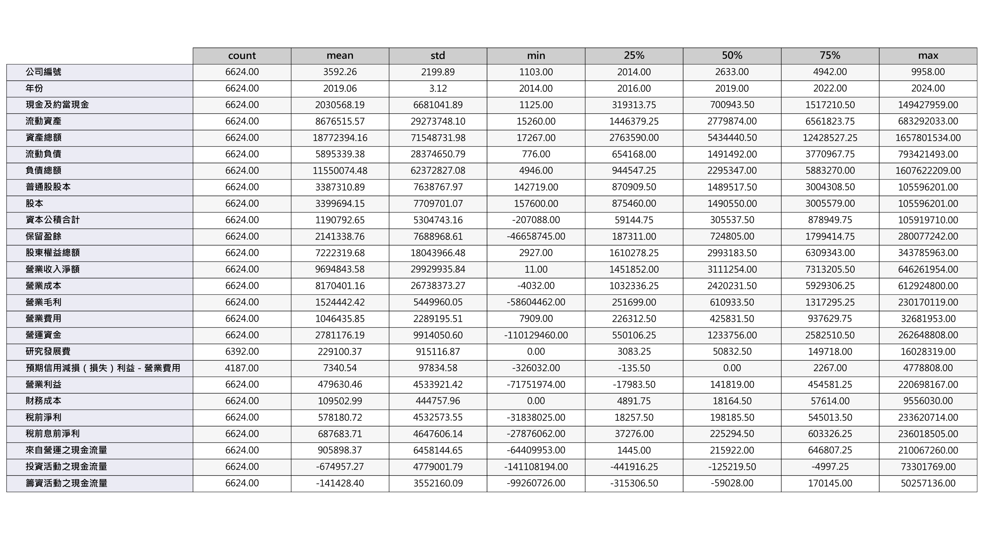 count mean std min 25% 50% 75% max
公司編號 6624.00 3592.26 2199.89 1103.00 2014.00 2633.00 4942.00 9958.00
年份 6624.00 2019.06 3.12 2014.00 2016.00 2019.00 2022.00 2024.00
現金及約當現金 6624.00 2030568.19 6681041.89 1125.00 319313.75 700943.50 1517210.50 149427959.00
流動資產 6624.00 8676515.57 29273748.10 15260.00 1446379.25 2779874.00 6561823.75 683292033.00
資產總額 6624.00 18772394.16 71548731.98 17267.00 2763590.00 5434440.50 12428527.25 1657801534.00
流動負債 6624.00 5895339.38 28374650.79 776.00 654168.00 1491492.00 3770967.75 793421493.00
負債總額 6624.00 11550074.48 62372827.08 4946.00 944547.25 2295347.00 5883270.00 1607622209.00
普通股股本 6624.00 3387310.89 7638767.97 142719.00 870909.50 1489517.50 3004308.50 105596201.00
股本 6624.00 3399694.15 7709701.07 157600.00 875460.00 1490550.00 3005579.00 105596201.00
資本公積合計 6624.00 1190792.65 5304743.16 -207088.00 59144.75 305537.50 878949.75 105919710.00
保留盈餘 6624.00 2141338.76 7688968.61 -46658745.00 187311.00 724805.00 1799414.75 280077242.00
股東權益總額 6624.00 7222319.68 18043966.48 2927.00 1610278.25 2993183.50 6309343.00 343785963.00
營業收入淨額 6624.00 9694843.58 29929935.84 11.00 1451852.00 3111254.00 7313205.50 646261954.00
營業成本 6624.00 8170401.16 26738373.27 -4032.00 1032336.25 2420231.50 5929306.25 612924800.00
營業毛利 6624.00 1524442.42 5449960.05 -58604462.00 251699.00 610933.50 1317295.25 230170119.00
營業費用 6624.00 1046435.85 2289195.51 7909.00 226312.50 425831.50 937629.75 32681953.00
營運資金 6624.00 2781176.19 9914050.60 -110129460.00 550106.25 1233756.00 2582510.50 262648808.00
研究發展費 6392.00 229100.37 915116.87 0.00 3083.25 50832.50 149718.00 16028319.00
預期信用減損（損失）利益－營業費用 4187.00 7340.54 97834.58 -326032.00 -135.50 0.00 2267.00 4778808.00
營業利益 6624.00 479630.46 4533921.42 -71751974.00 -17983.50 141819.00 454581.25 220698167.00
財務成本 6624.00 109502.99 444757.96 0.00 4891.75 18164.50 57614.00 9556030.00
稅前淨利 6624.00 578180.72 4532573.55 -31838025.00 18257.50 198185.50 545013.50 233620714.00
稅前息前淨利 6624.00 687683.71 4647606.14 -27876062.00 37276.00 225294.50 603326.25 236018505.00
來自營運之現金流量 6624.00 905898.37 6458144.65 -64409953.00 1445.00 215922.00 646807.25 210067260.00
投資活動之現金流量 6624.00 -674957.27 4779001.79 -141108194.00 -441916.25 -125219.50 -4997.25 73301769.00
籌資活動之現金流量 6624.00 -141428.40 3552160.09 -99260726.00 -315306.50 -59028.00 170145.00 50257136.00